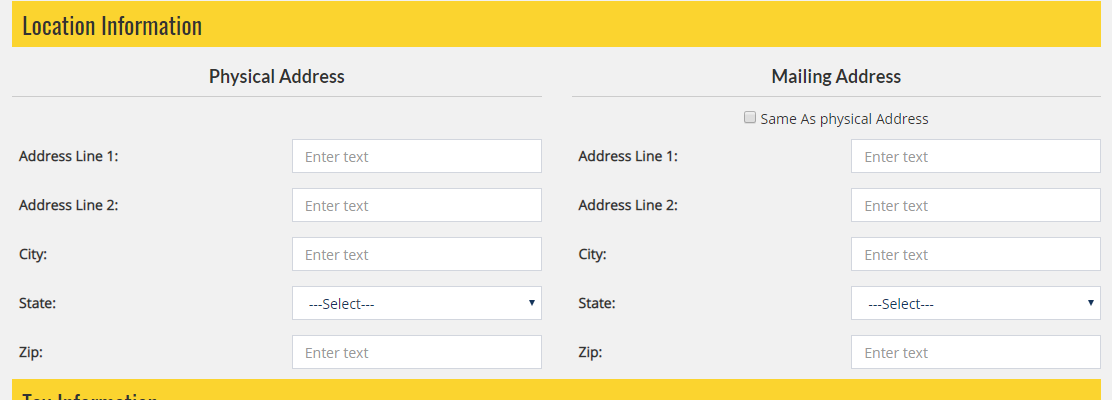 Location Information
Physical Address
Mailing Address
Same As physical Address
Address Line 1: Enter text Address Line 1: Enter text
Address Line 2: Enter text Address Line 2: Enter text
City: Enter text City: Enter text
State: ---Select--- State: ---Select---
Zip: Enter text Zip: Enter text
Tax Information